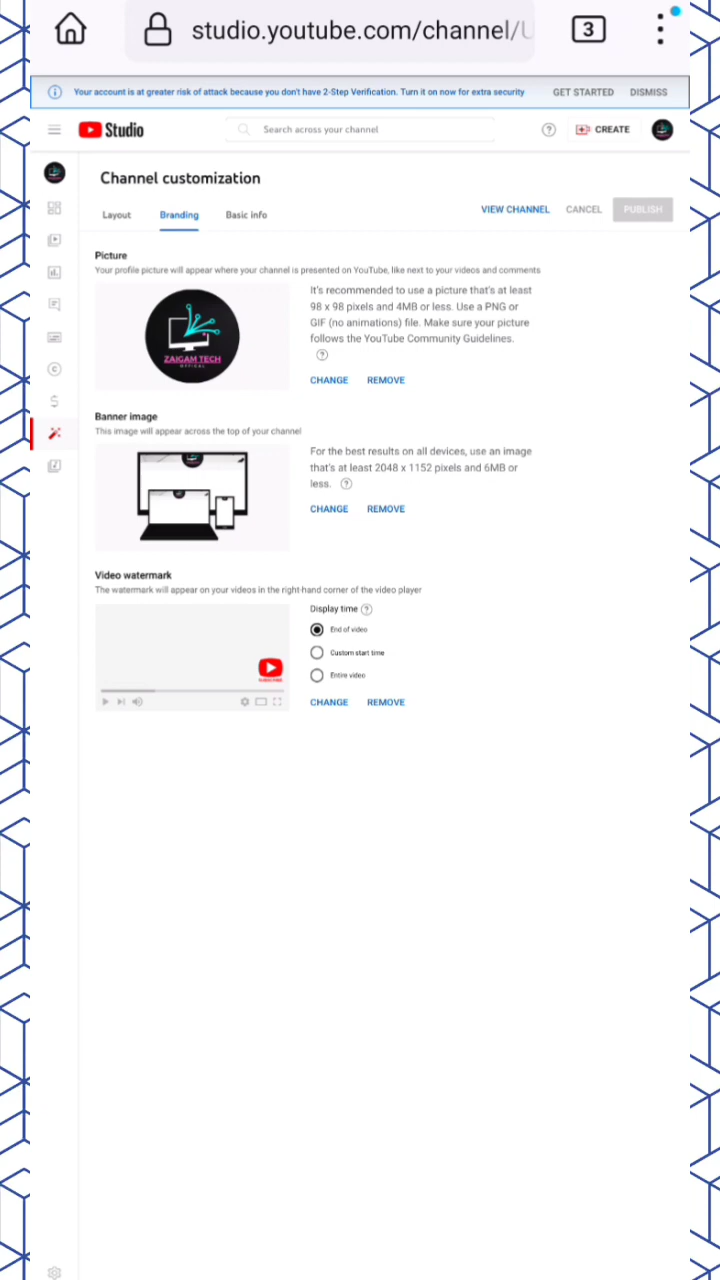 studio.youtube.com/channel/U
3
Your account is at greater risk of attack because you don't have 2-Step Verification. Turn it on now for extra security
GET STARTED
DISMISS
Studio
Search across your channel
CREATE
Channel customization
Layout
Branding
Basic info
VIEW CHANNEL
CANCEL
PUBLISH
Picture
Your profile picture will appear where your channel is presented on YouTube, like next to your videos and comments
ZAIGAM TECH
It's recommended to use a picture that's at least
98 x 98 pixels and 4MB or less. Use a PNG or
GIF (no animations) file. Make sure your picture
follows the YouTube Community Guidelines.
CHANGE
REMOVE
Banner image
This image will appear across the top of your channel
For the best results on all devices, use an image
that's at least 2048 x 1152 pixels and 6MB or
less.
CHANGE
REMOVE
Video watermark
The watermark will appear on your videos in the right-hand corner of the video player
Display time
End of video
Custom start time
Entire video
SUBSCRIBE
CHANGE
REMOVE